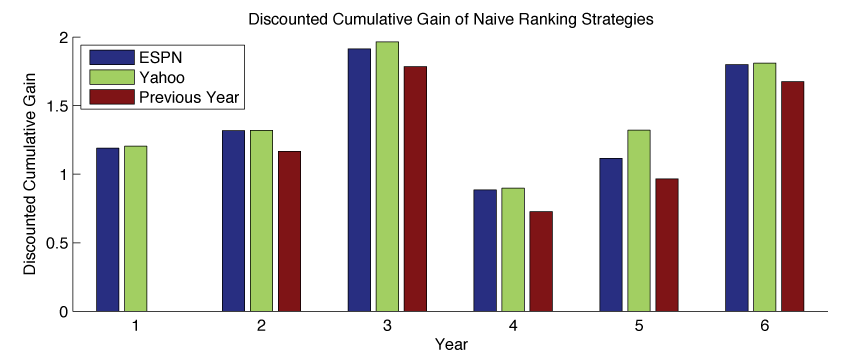 Discounted Cumulative Gain of Naive Ranking Strategies
Discounted Cumulative Gain
2
1.5
1
0.5
0
ESPN
Yahoo
Previous Year
1 2 3 4 5 6
Year